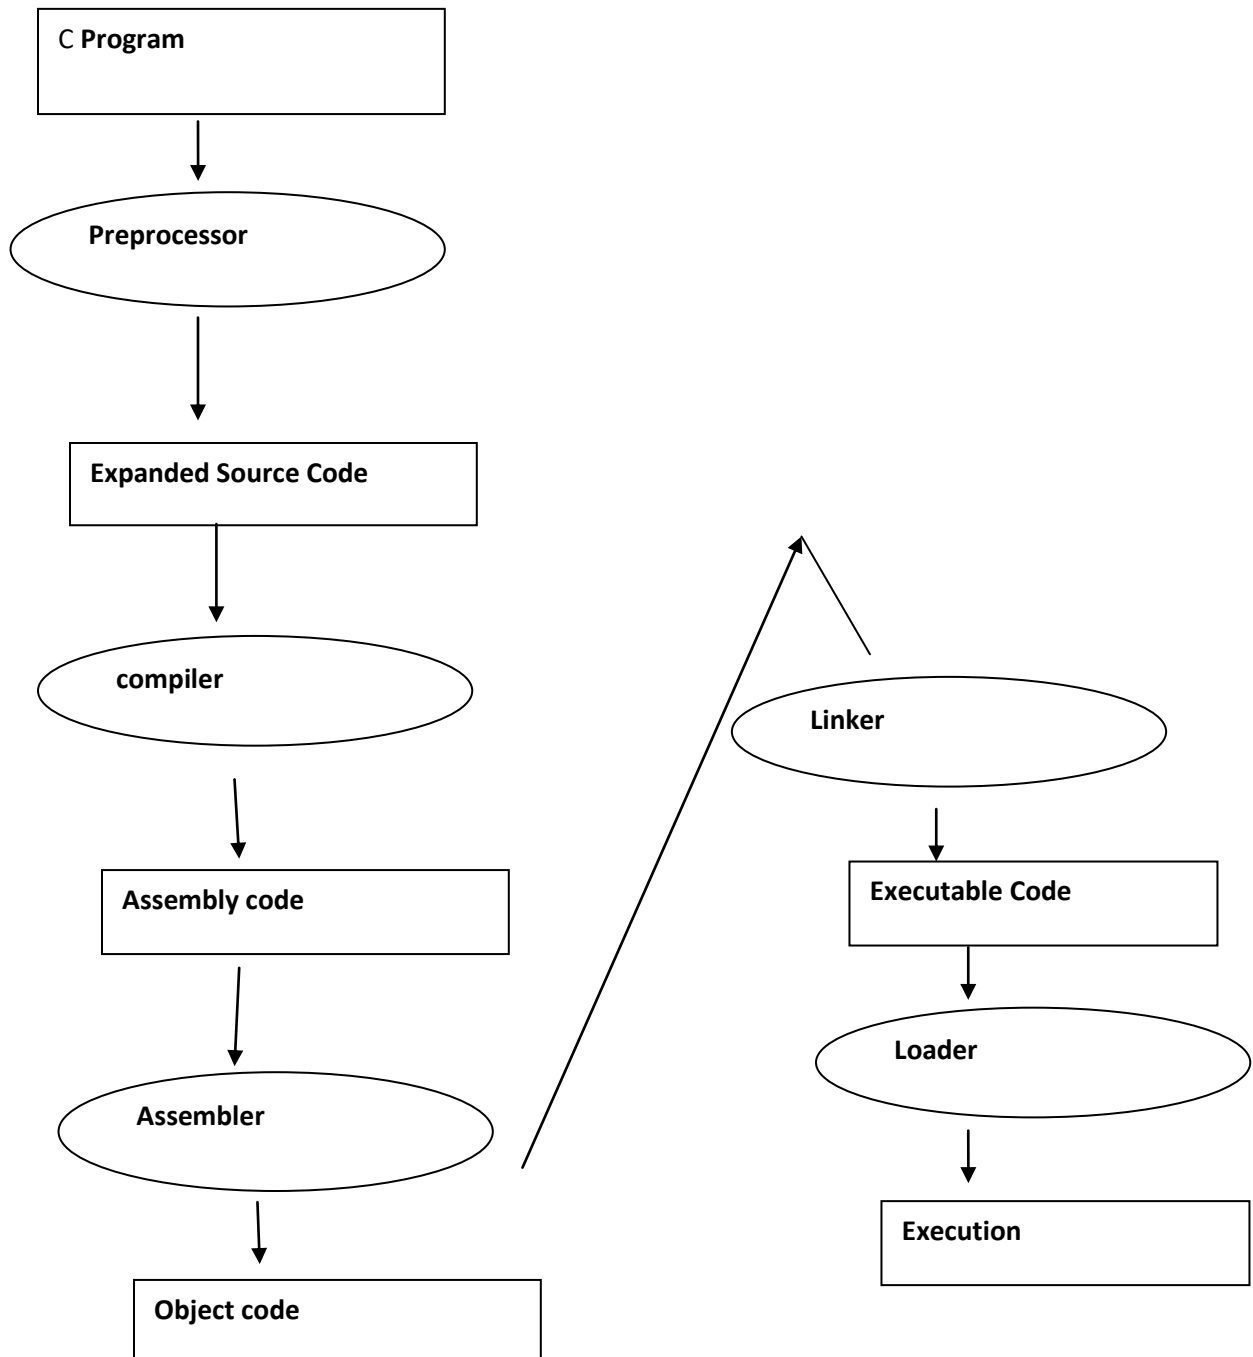 C Program
Preprocessor
Expanded Source Code
compiler
Assembly code
Assembler
Object code
Linker
Executable Code
Loader
Execution